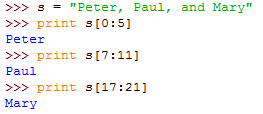 >>> s = "Peter, Paul, and Mary"
>>> print s[0:5]
Peter
>>> print s[7:11]
Paul
>>> print s[17:21]
Mary